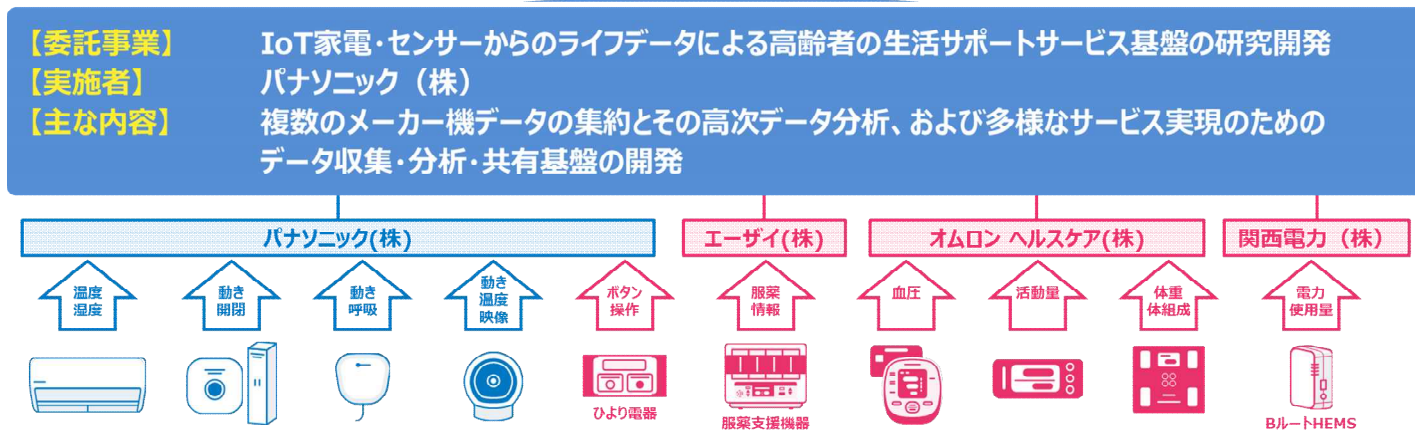 【委託事業】 IoT家電・センサーからのライフデータによる高齢者の生活サポートサービス基盤の研究開発
【実施者】 パナソニック（株）
【主な内容】 複数のメーカー機データの集約とその高次データ分析、および多様なサービス実現のための
データ収集・分析・共有基盤の開発
パナソニック(株)
エーザイ(株)
オムロン ヘルスケア(株)
関西電力（株）
温度
湿度
動き
開閉
動き
呼吸
動き
温度
映像
ボタン
操作
服薬
情報
血圧
活動量
体重
体組成
電力
使用量
ひより電器
服薬支援機器
BルートHEMS